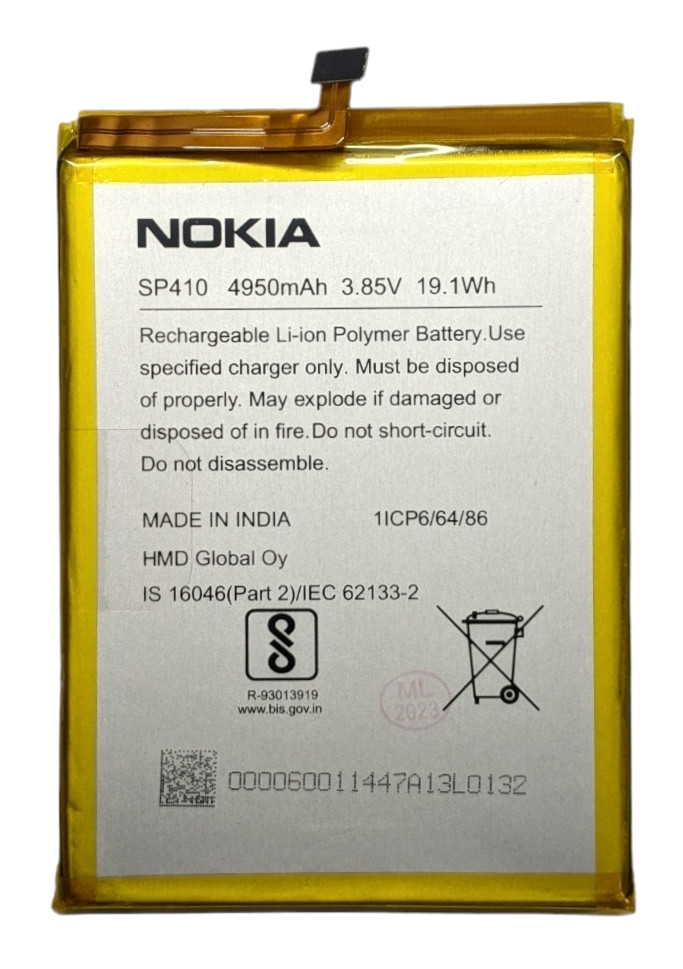 NOKIA
SP410 4950mAh 3.85V 19.1Wh
Rechargeable Li-ion Polymer Battery.Use
specified charger only. Must be disposed
of properly. May explode if damaged or
disposed of in fire.Do not short-circuit.
Do not disassemble.
MADE IN INDIA 1ICP6/64/86
HMD Global Oy
IS 16046(Part 2)/IEC 62133-2
R-93013919
www.bis.gov.in
ML
2023
000060011447A13L0132